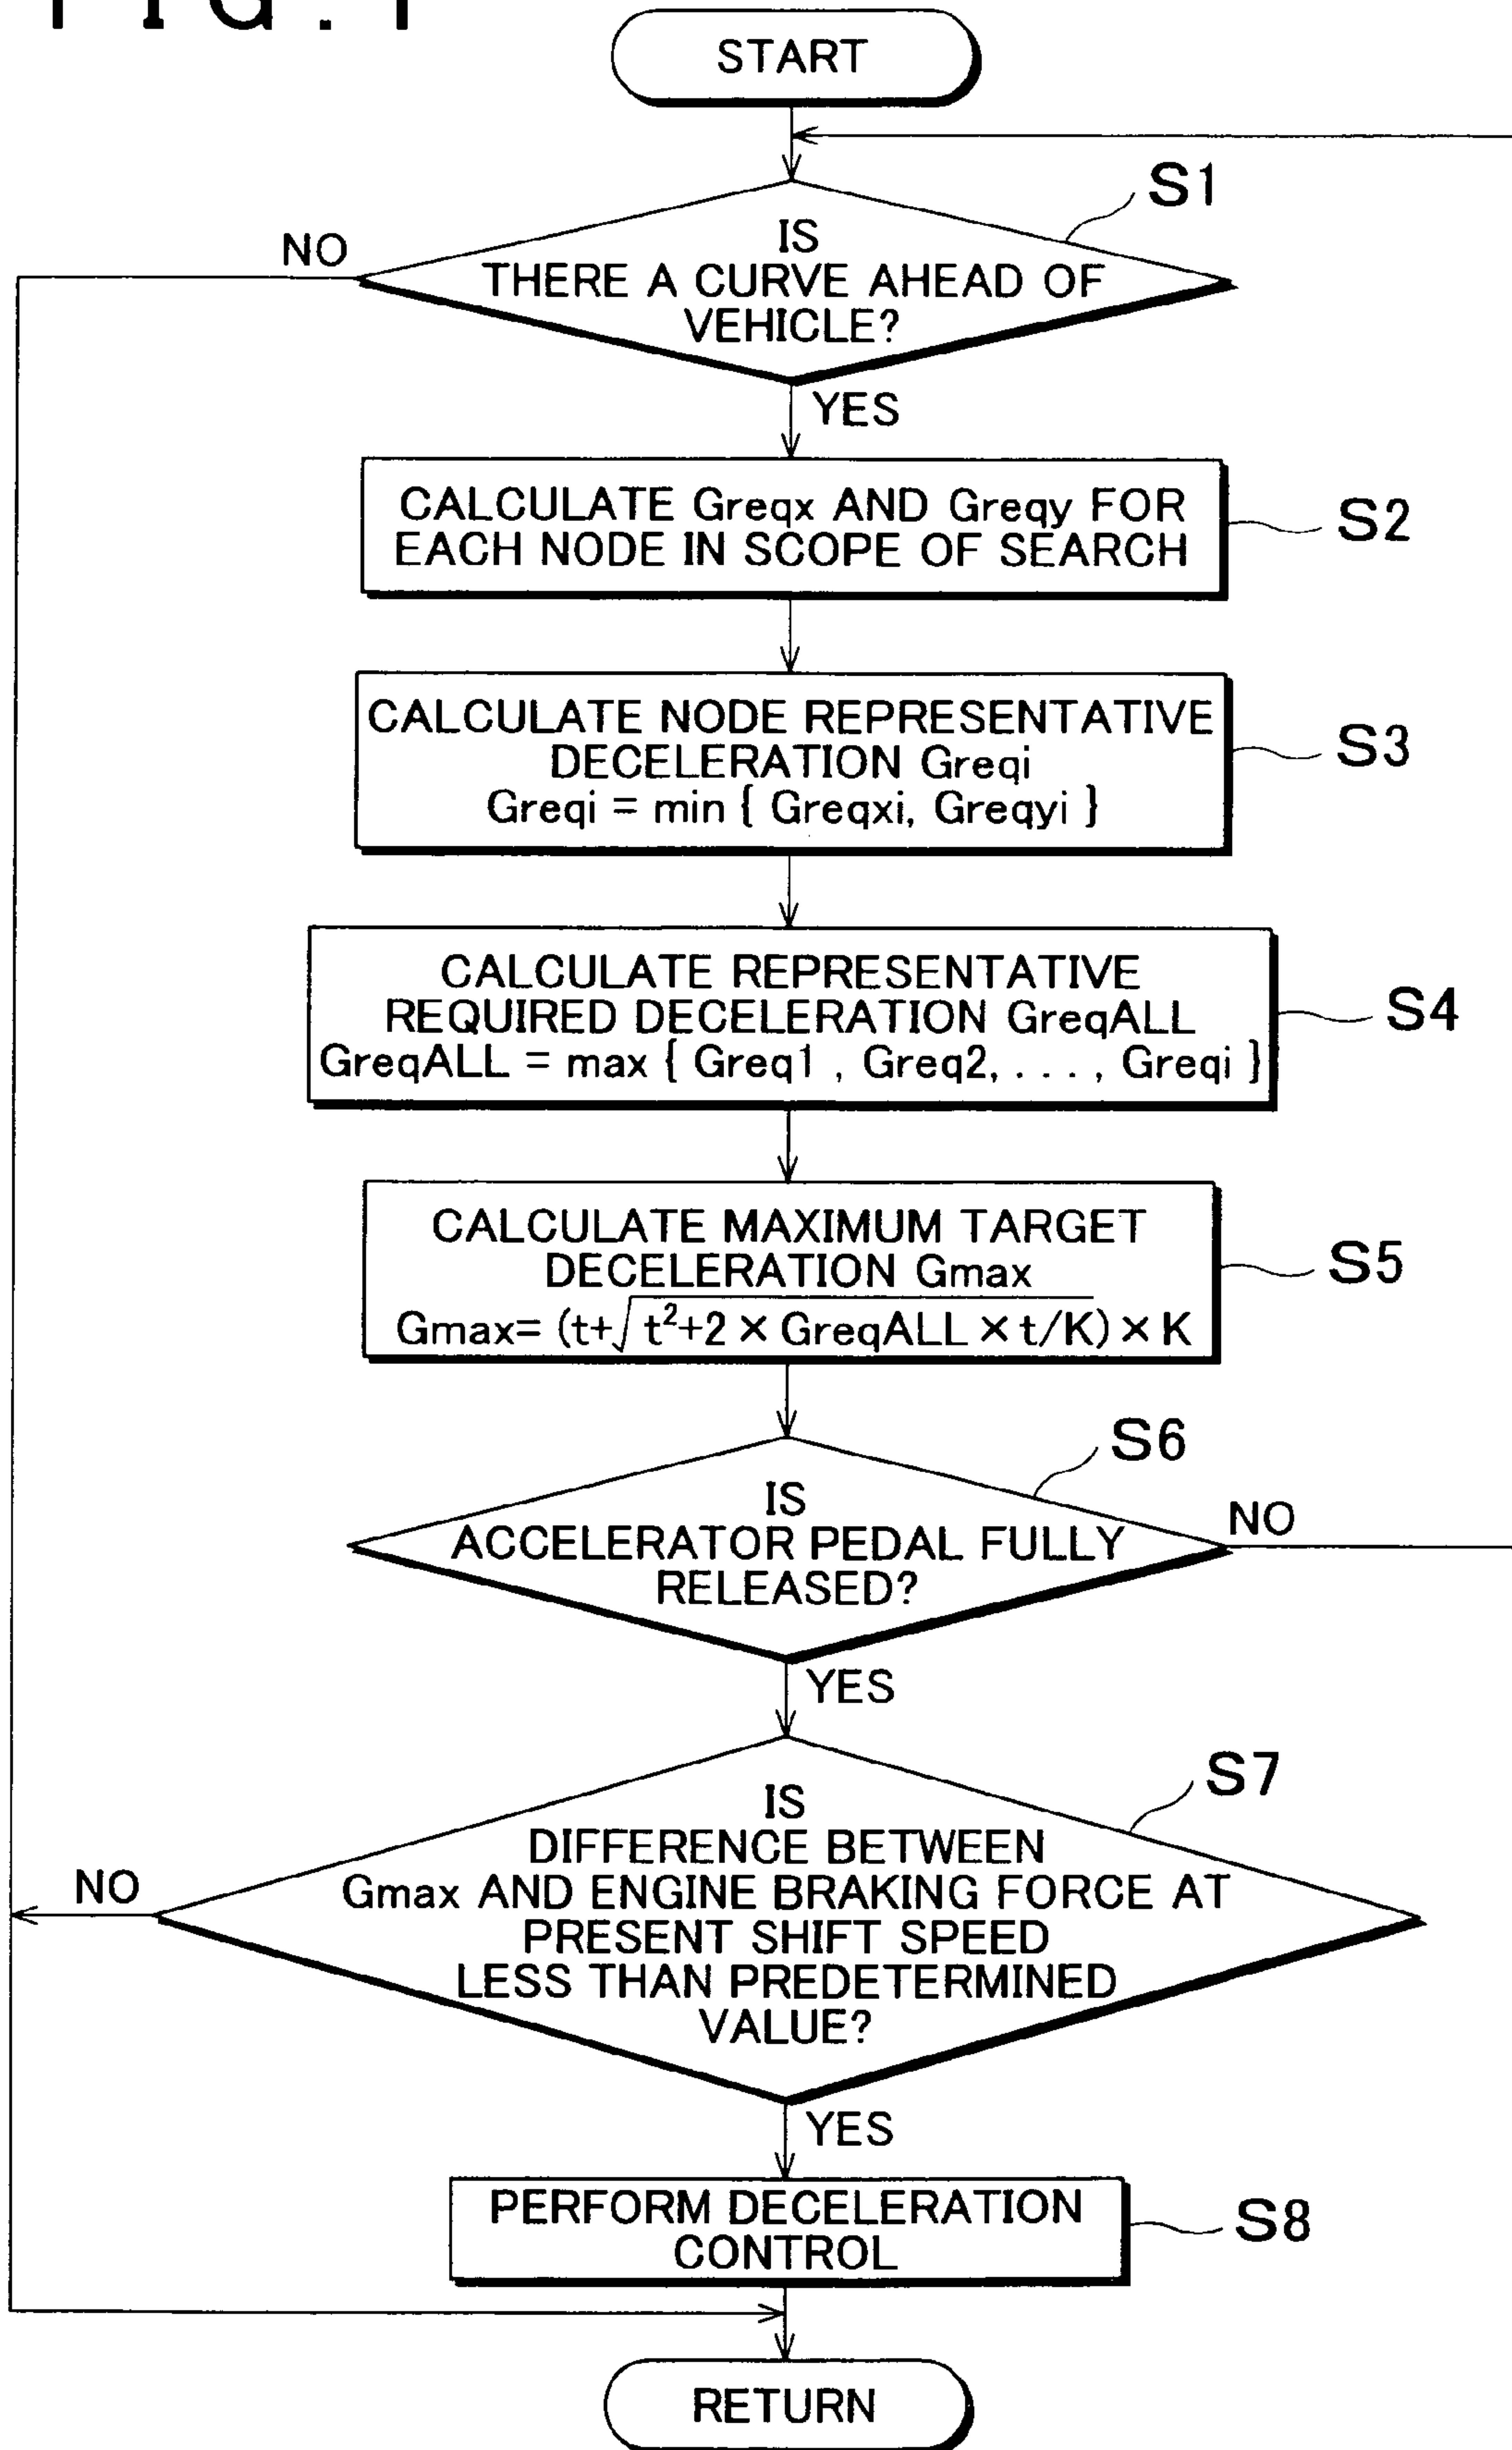 FIG.1
START
S1
NO
IS
THERE A CURVE AHEAD OF
VEHICLE?
YES
CALCULATE Greqx AND Greqy FOR
EACH NODE IN SCOPE OF SEARCH
S2
CALCULATE NODE REPRESENTATIVE
DECELERATION Greqi
Greqi = min { Greqxi, Greqyi }
S3
CALCULATE REPRESENTATIVE
REQUIRED DECELERATION GreqALL
GreqALL = max { Greq1 , Greq2, . . . , Greqi }
S4
CALCULATE MAXIMUM TARGET
DECELERATION Gmax
Gmax= (t+√t²+2 × GreqALL × t/K) × K
S5
S6
IS
ACCELERATOR PEDAL FULLY
RELEASED?
NO
YES
S7
IS
DIFFERENCE BETWEEN
Gmax AND ENGINE BRAKING FORCE AT
PRESENT SHIFT SPEED
LESS THAN PREDETERMINED
VALUE?
NO
YES
PERFORM DECELERATION
CONTROL
S8
RETURN